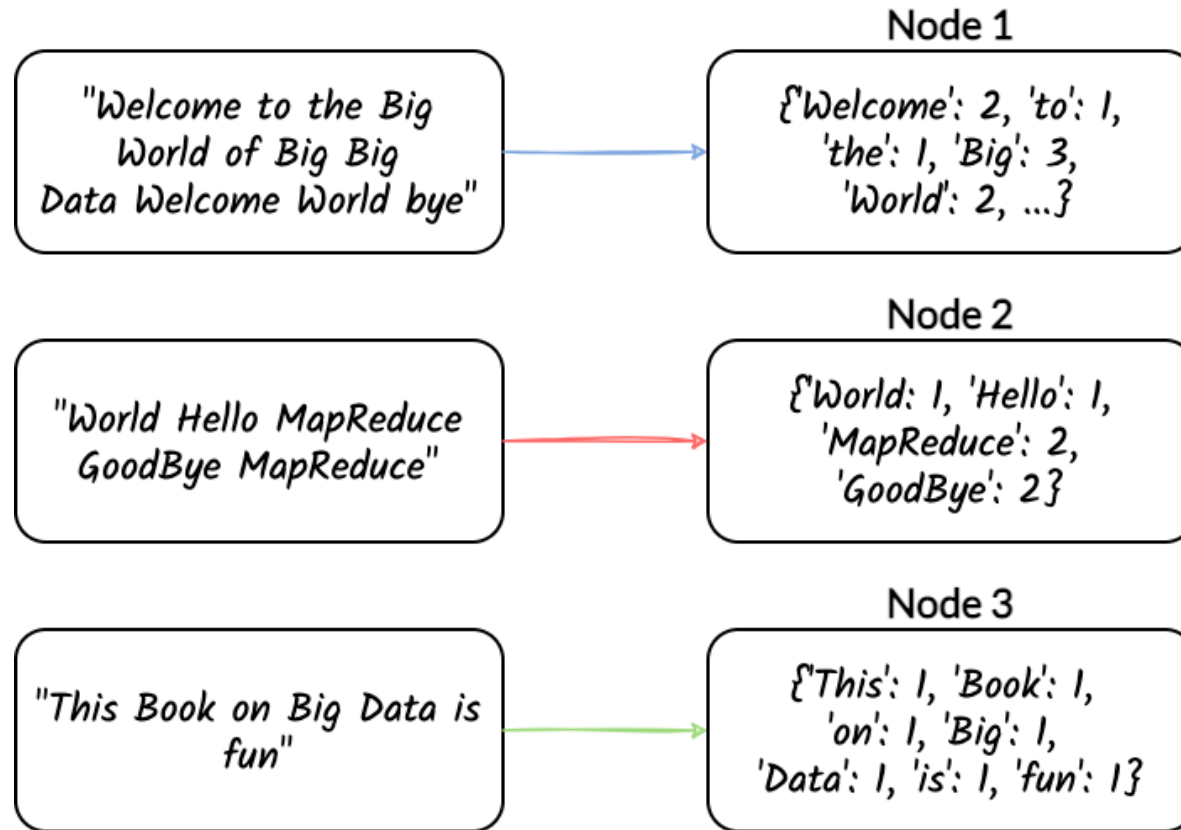 Node 1
"Welcome to the Big
World of Big Big
Data Welcome World bye"
{'Welcome': 2, 'to': 1,
'the': 1, 'Big': 3,
'World': 2, ...}
Node 2
"World Hello MapReduce
GoodBye MapReduce"
{'World: 1, 'Hello': 1,
'MapReduce': 2,
'GoodBye': 2}
Node 3
"This Book on Big Data is
fun"
{'This': 1, 'Book': 1,
'on': 1, 'Big': 1,
'Data': 1, 'is': 1, 'fun': 1}